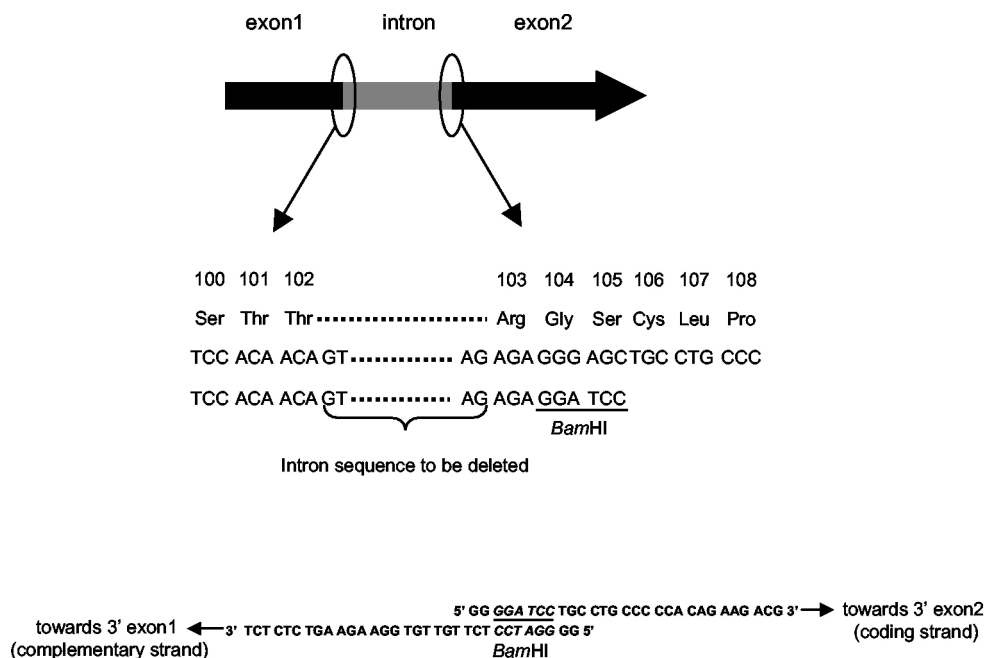 exon1 intron exon2
100 101 102 103 104 105 106 107 108
Ser Thr Thr Arg Gly Ser Cys Leu Pro
TCC ACA ACA GT AG AGA GGG AGC TGC CTG CCC
TCC ACA ACA GT AG AGA GGA TCC
BamHI
Intron sequence to be deleted
5' GG GGA TCC TGC CTG CCC CCA CAG AAG ACG 3' towards 3' exon2
(coding strand)
towards 3' exon1 3' TCT CTC TGA AGA AGG TGT TGT TCT CCT AGG GG 5'
(complementary strand)
BamHI